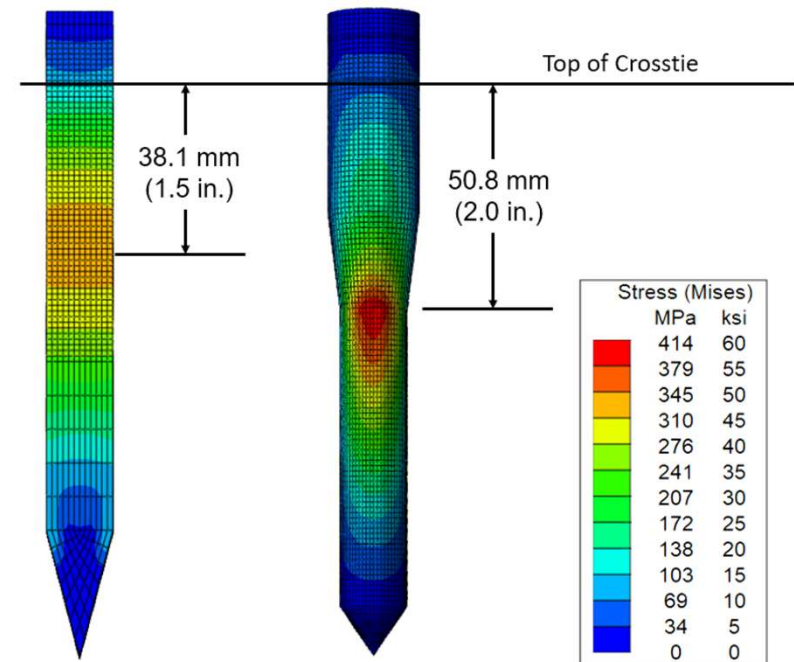 Top of Crosstie
38.1 mm
(1.5 in.)
50.8 mm
(2.0 in.)
Stress (Mises)
MPa ksi
414 60
379 55
345 50
310 45
276 40
241 35
207 30
172 25
138 20
103 15
69 10
34 5
0 0